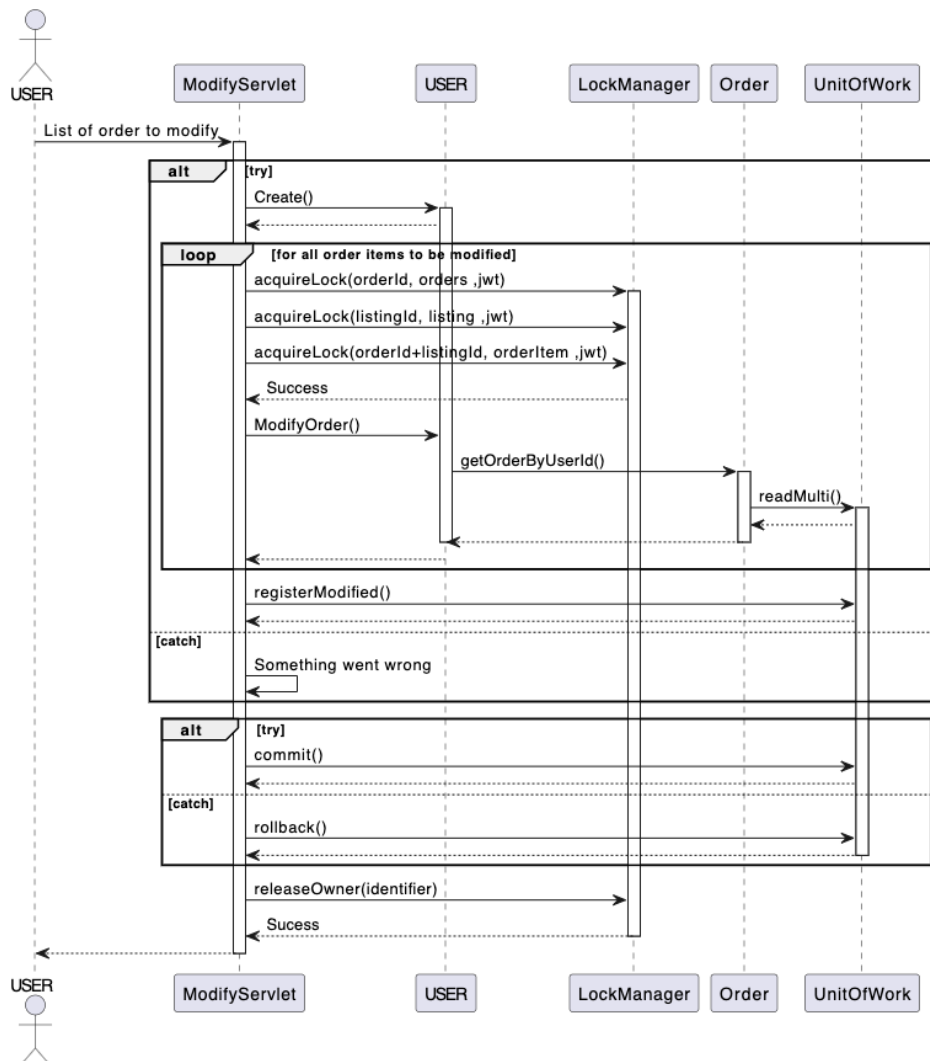 USER
ModifyServlet
USER
LockManager
Order
UnitOfWork
List of order to modify
alt
[try]
Create()
loop
[for all order items to be modified]
acquireLock(orderId, orders ,jwt)
acquireLock(listingId, listing ,jwt)
acquireLock(orderId+listingId, orderItem ,jwt)
Success
ModifyOrder()
getOrderByUserId()
readMulti()
registerModified()
[catch]
Something went wrong
alt
[try]
commit()
[catch]
rollback()
releaseOwner(identifier)
Sucess
USER
ModifyServlet
USER
LockManager
Order
UnitOfWork